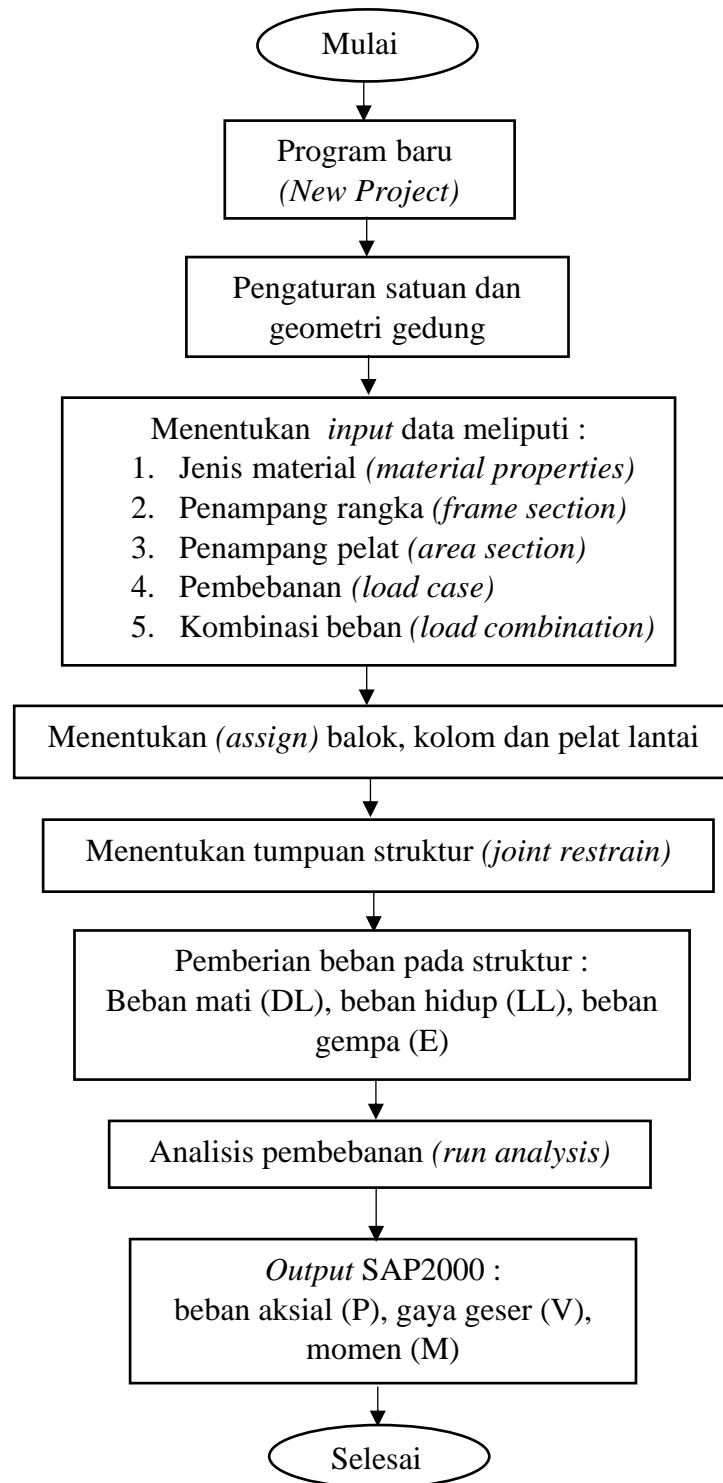 Mulai
Program baru
(New Project)
Pengaturan satuan dan
geometri gedung
Menentukan input data meliputi :
1. Jenis material (material properties)
2. Penampang rangka (frame section)
3. Penampang pelat (area section)
4. Pembebanan (load case)
5. Kombinasi beban (load combination)
Menentukan (assign) balok, kolom dan pelat lantai
Menentukan tumpuan struktur (joint restrain)
Pemberian beban pada struktur :
Beban mati (DL), beban hidup (LL), beban
gempa (E)
Analisis pembebanan (run analysis)
Output SAP2000 :
beban aksial (P), gaya geser (V),
momen (M)
Selesai